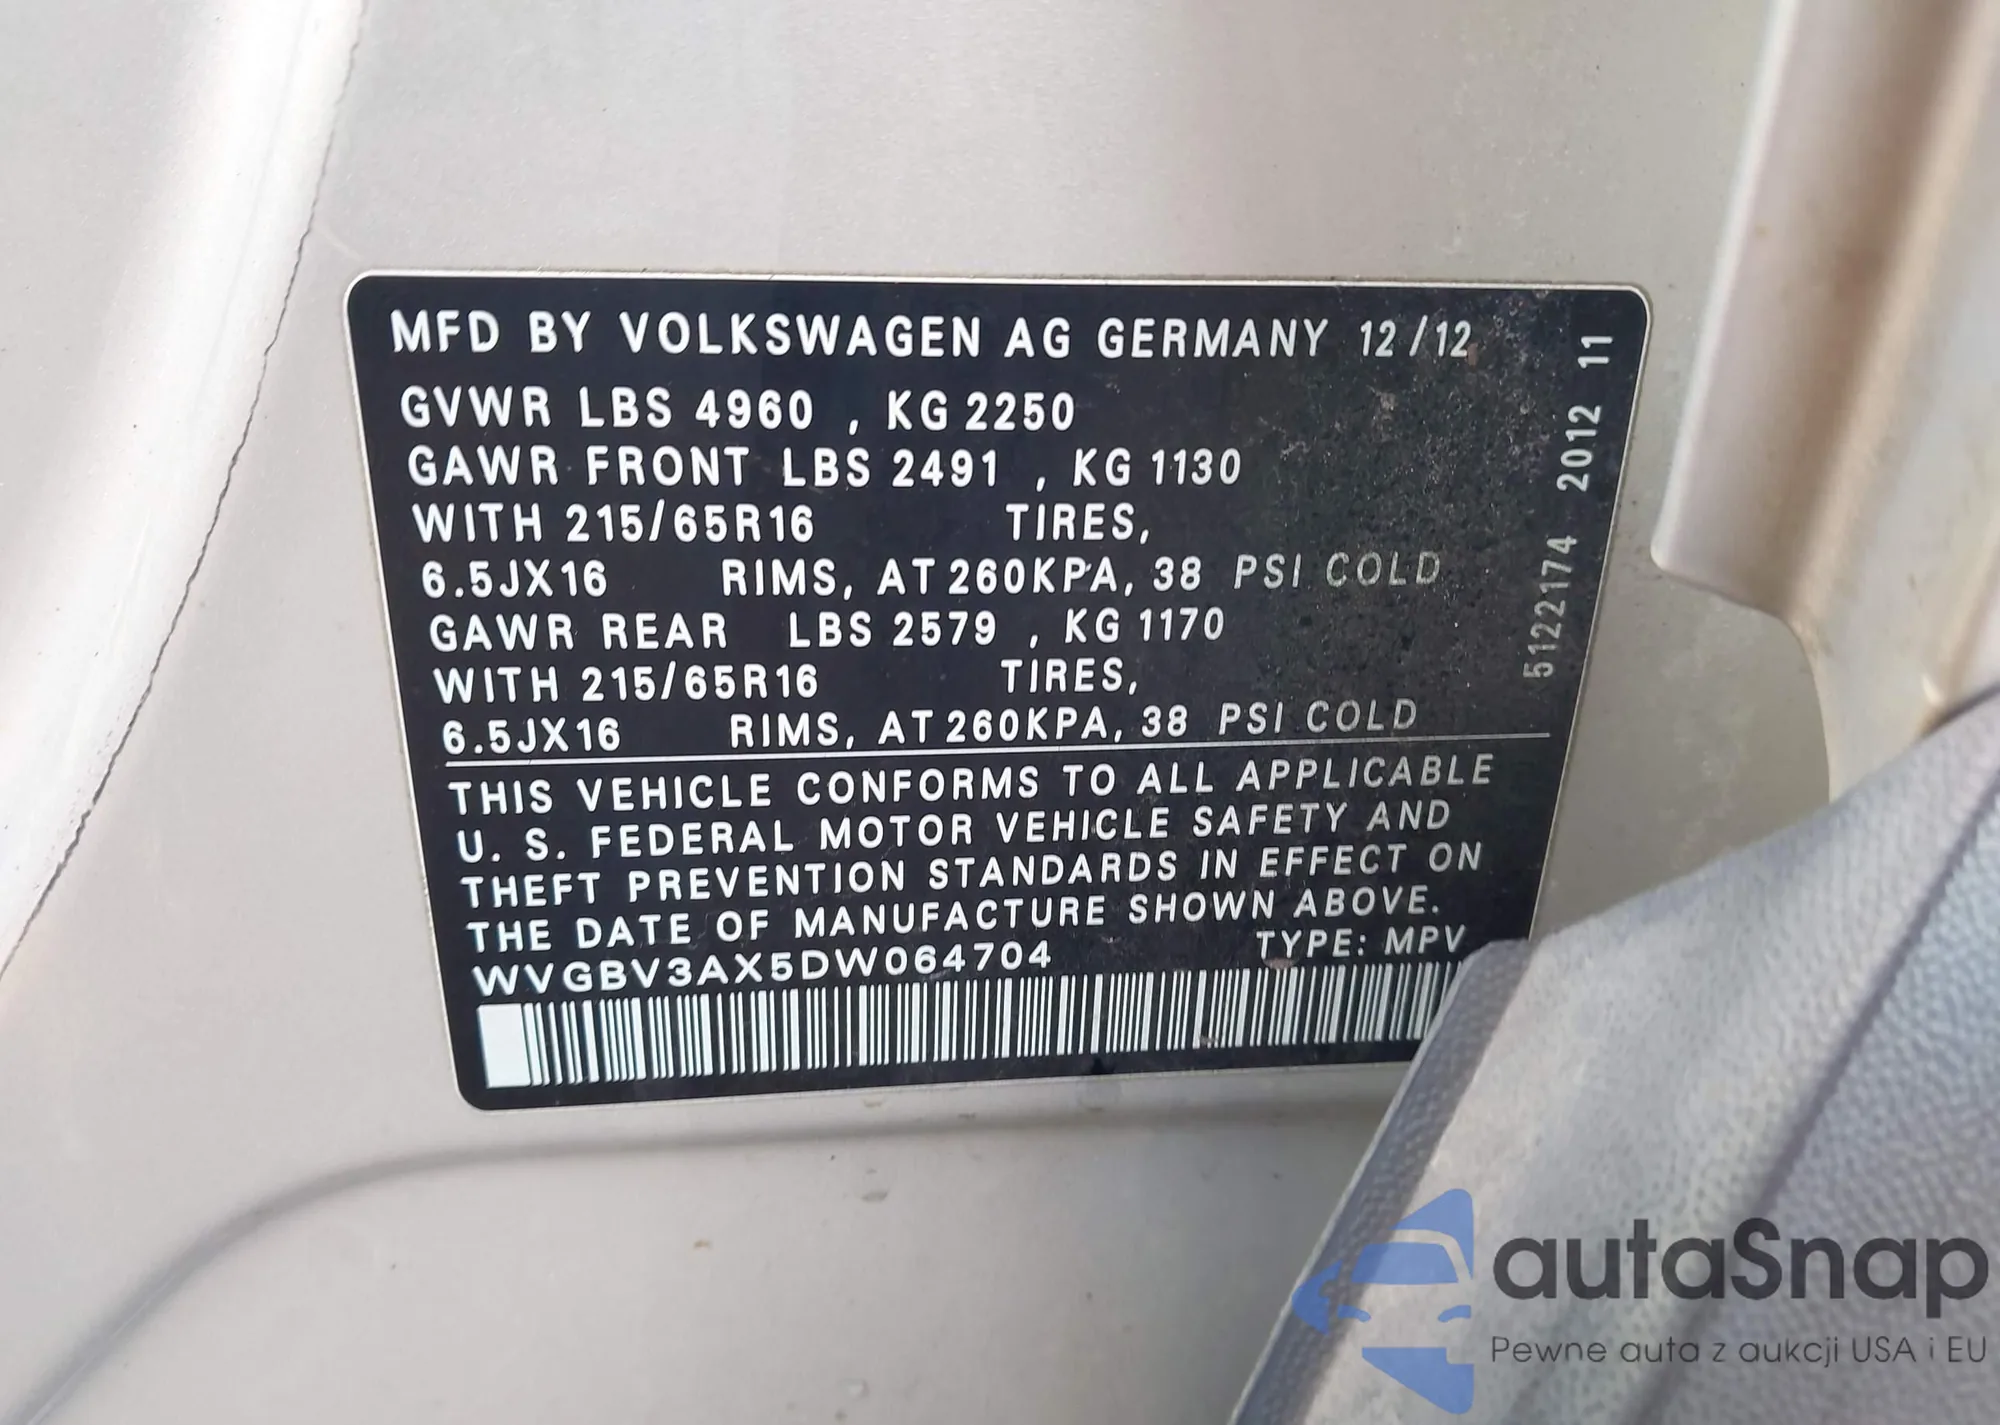 MFD BY VOLKSWAGEN AG GERMANY 12/12
GVWR LBS 4960 , KG 2250
GAWR FRONT LBS 2491 , KG 1130
WITH 215/65R16 TIRES,
6.5JX16 RIMS, AT 260KPA, 38 PSI COLD
GAWR REAR LBS 2579 , KG 1170
WITH 215/65R16 TIRES,
6.5JX16 RIMS, AT 260KPA, 38 PSI COLD
THIS VEHICLE CONFORMS TO ALL APPLICABLE
U. S. FEDERAL MOTOR VEHICLE SAFETY AND
THEFT PREVENTION STANDARDS IN EFFECT ON
THE DATE OF MANUFACTURE SHOWN ABOVE.
WVGBV3AX5DW064704 TYPE: MPV
5122174 2012 11
autaSnap
Pewne auta z aukcji USA i EU